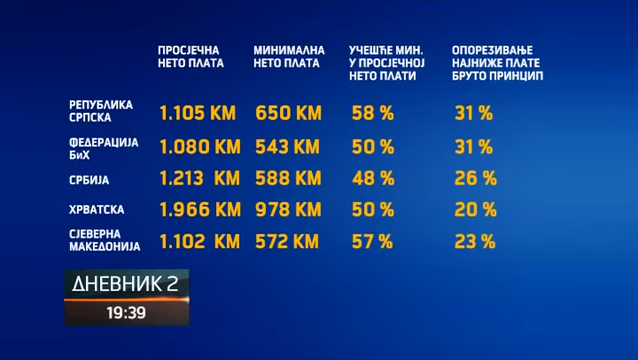 ПРОСЈЕЧНА НЕТО ПЛАТА
МИНИМАЛНА НЕТО ПЛАТА
УЧЕШЋЕ МИН. У ПРОСЈЕЧНОЈ НЕТО ПЛАТИ
ОПОРЕЗИВАЊЕ НАЈНИЖЕ ПЛАТЕ БРУТО ПРИНЦИП
РЕПУБЛИКА СРПСКА 1.105 КМ 650 КМ 58 % 31 %
ФЕДЕРАЦИЈА БиХ 1.080 КМ 543 КМ 50 % 31 %
СРБИЈА 1.213 КМ 588 КМ 48 % 26 %
ХРВАТСКА 1.966 КМ 978 КМ 50 % 20 %
СЈЕВЕРНА МАКЕДОНИЈА 1.102 КМ 572 КМ 57 % 23 %
ДНЕВНИК 2
19:39